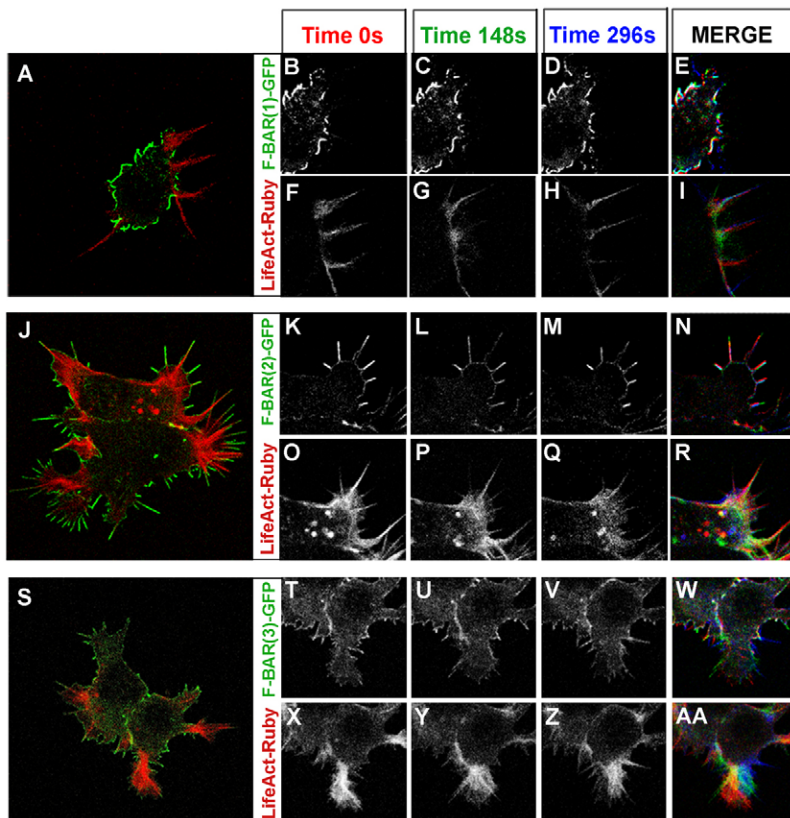 Time 0s Time 148s Time 296s MERGE
A
F-BAR(1)-GFP
B C D E
LifeAct-Ruby
F G H I
J
F-BAR(2)-GFP
K L M N
LifeAct-Ruby
O P Q R
S
F-BAR(3)-GFP
T U V W
LifeAct-Ruby
X Y Z AA